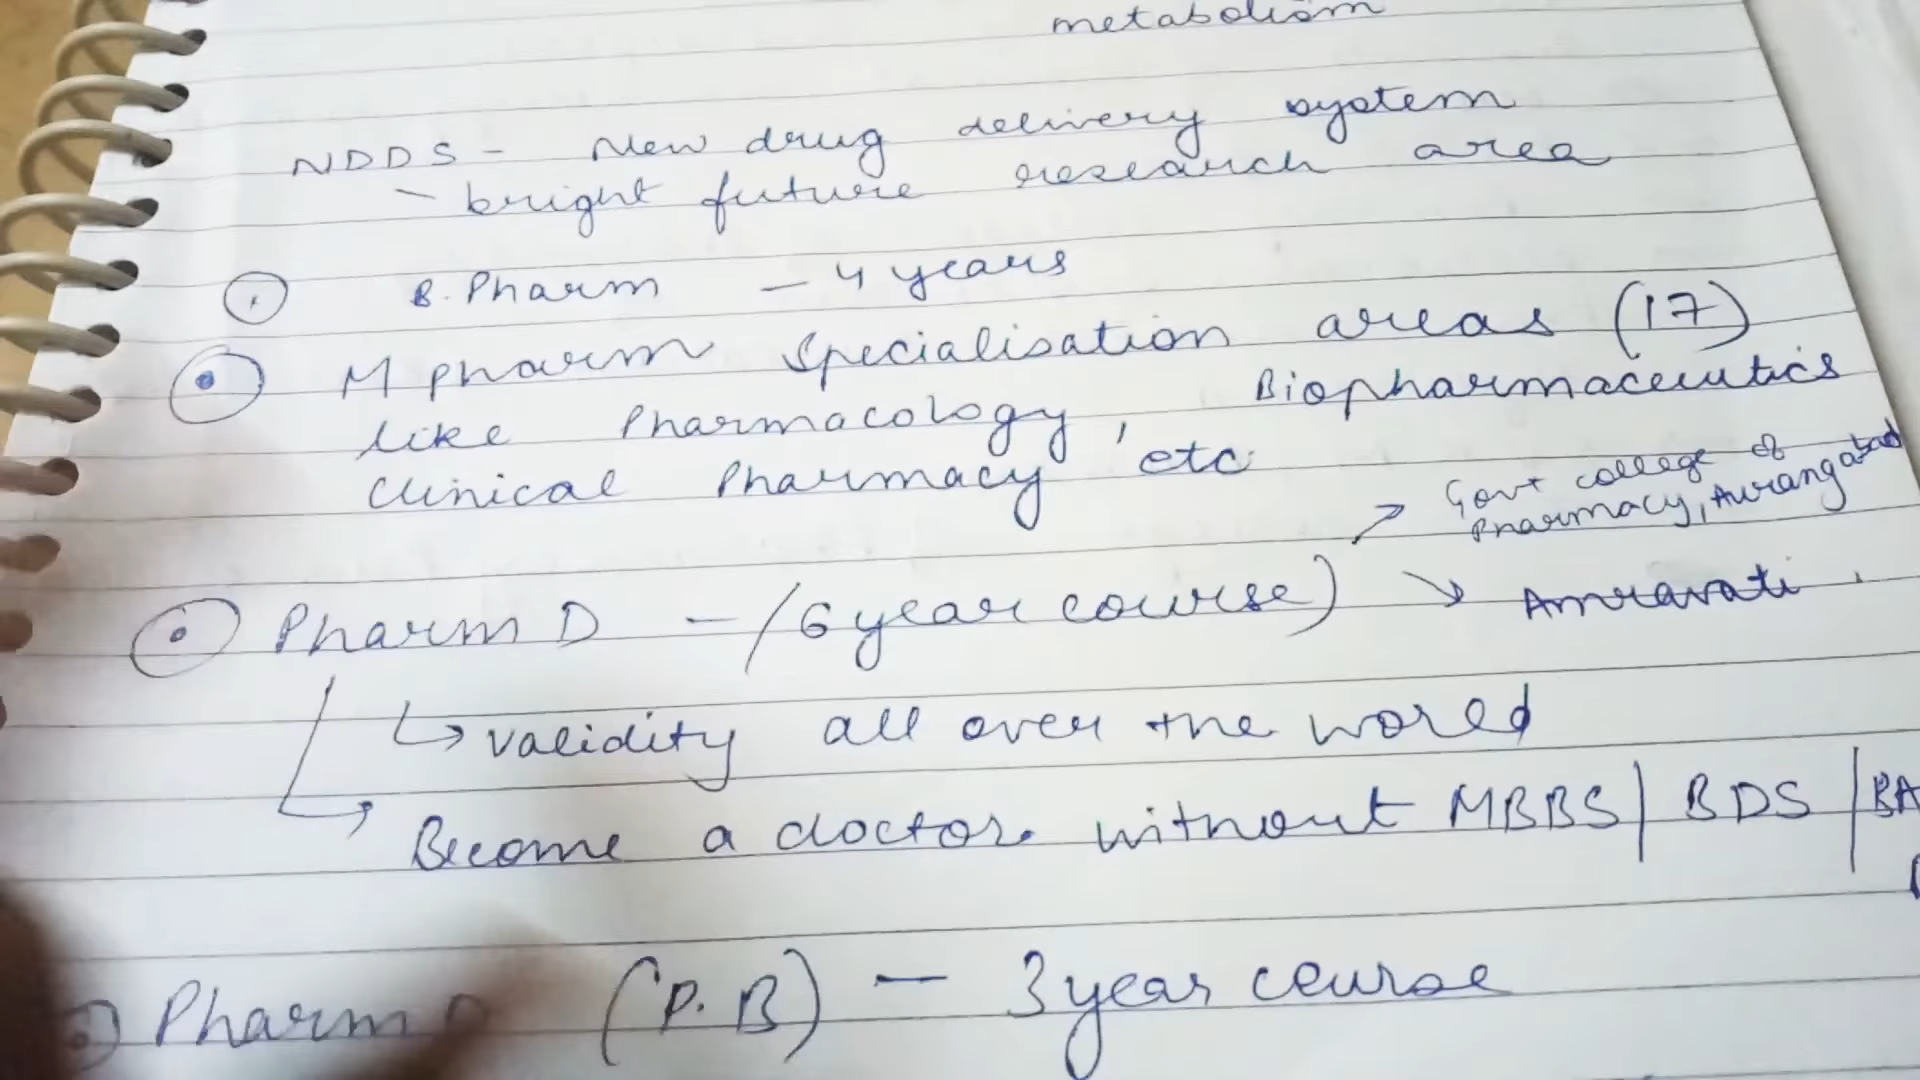 metabolism
NDDS - New drug delivery system
- bright future research area
B. Pharm - 4 years
M pharm specialisation areas (17)
like Pharmacology, Biopharmaceutics
Clinical Pharmacy etc
Govt college of
Pharmacy, Aurangabad
Pharm D - (6 year course)
Amravati
validity all over the world
Become a doctor without MBBS | BDS | BA
Pharm D (P.B) - 3 year course